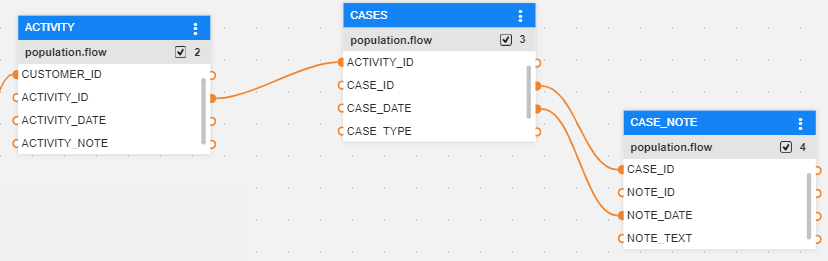 ACTIVITY
population.flow 2
CUSTOMER_ID
ACTIVITY_ID
ACTIVITY_DATE
ACTIVITY_NOTE
CASES
population.flow 3
ACTIVITY_ID
CASE_ID
CASE_DATE
CASE_TYPE
CASE_NOTE
population.flow 4
CASE_ID
NOTE_ID
NOTE_DATE
NOTE_TEXT